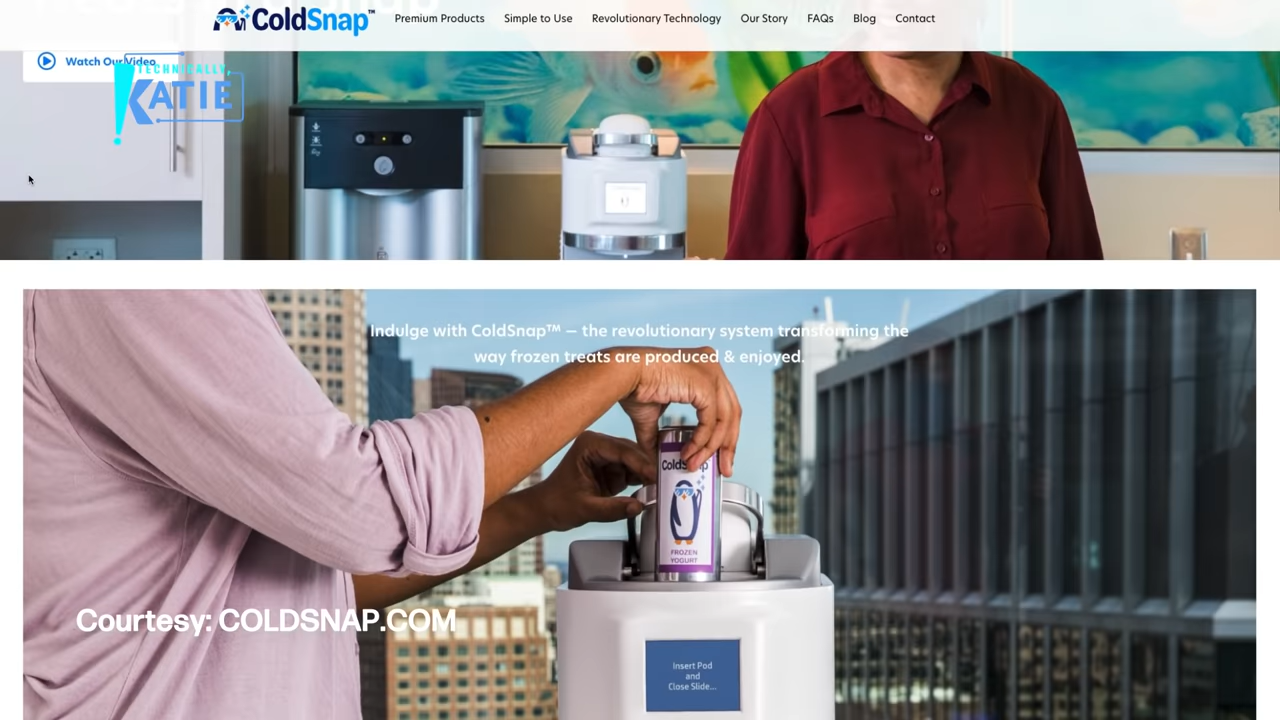 ColdSnap™
Premium Products
Simple to Use
Revolutionary Technology
Our Story
FAQs
Blog
Contact
Watch Our Video
TECHNICALLY,
KATIE
Indulge with ColdSnap™ – the revolutionary system transforming the
way frozen treats are produced & enjoyed.
ColdSnap
FROZEN
YOGURT
Courtesy: COLDSNAP.COM
Insert Pod
and
Close Slide...